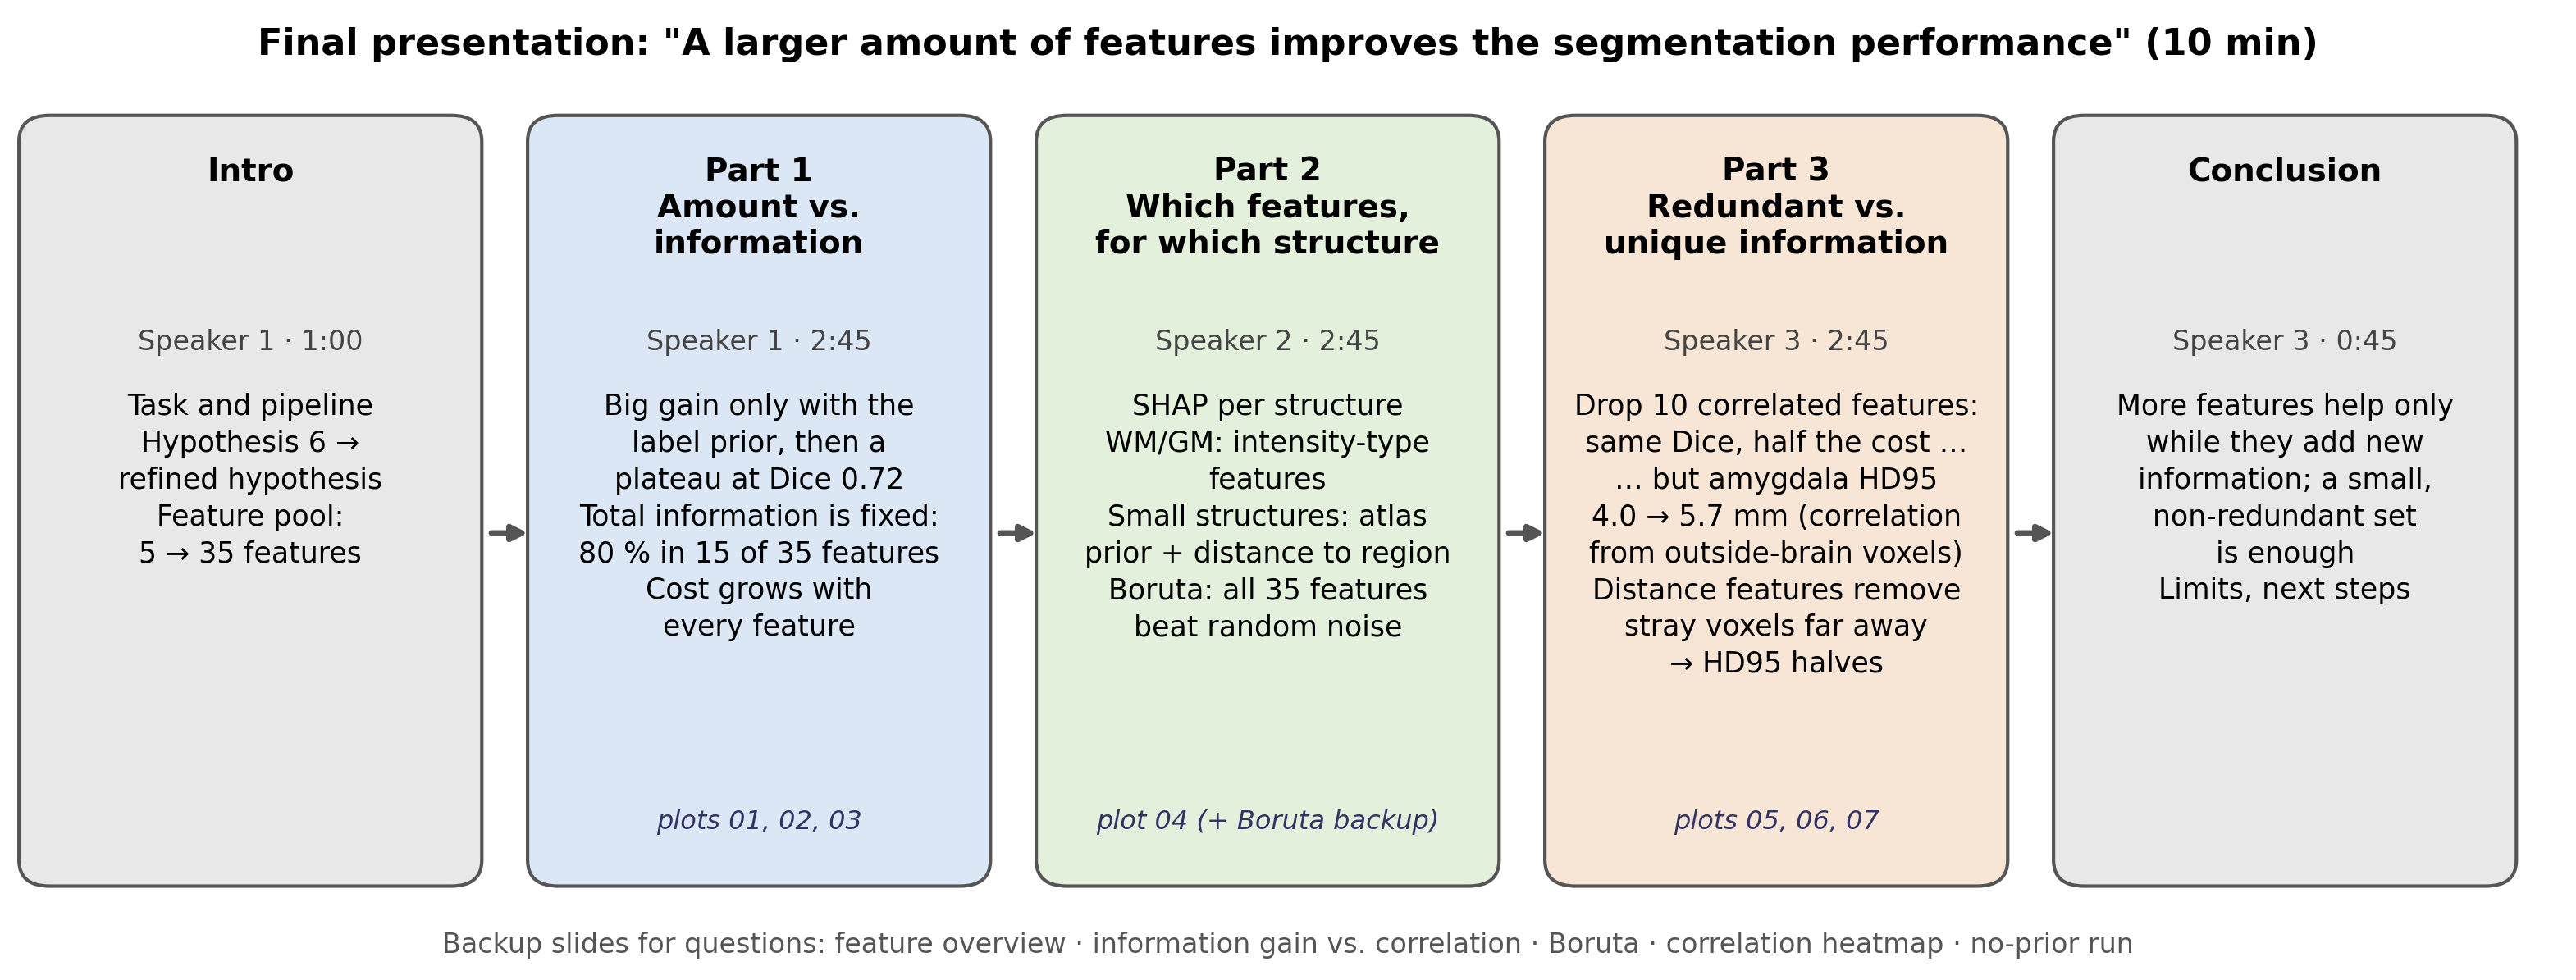 Final presentation: "A larger amount of features improves the segmentation performance" (10 min)
Intro
Speaker 1 · 1:00
Task and pipeline
Hypothesis 6 →
refined hypothesis
Feature pool:
5 → 35 features
Part 1
Amount vs.
information
Speaker 1 · 2:45
Big gain only with the
label prior, then a
plateau at Dice 0.72
Total information is fixed:
80 % in 15 of 35 features
Cost grows with
every feature
plots 01, 02, 03
Part 2
Which features,
for which structure
Speaker 2 · 2:45
SHAP per structure
WM/GM: intensity-type
features
Small structures: atlas
prior + distance to region
Boruta: all 35 features
beat random noise
plot 04 (+ Boruta backup)
Part 3
Redundant vs.
unique information
Speaker 3 · 2:45
Drop 10 correlated features:
same Dice, half the cost …
… but amygdala HD95
4.0 → 5.7 mm (correlation
from outside-brain voxels)
Distance features remove
stray voxels far away
→ HD95 halves
plots 05, 06, 07
Conclusion
Speaker 3 · 0:45
More features help only
while they add new
information; a small,
non-redundant set
is enough
Limits, next steps
Backup slides for questions: feature overview · information gain vs. correlation · Boruta · correlation heatmap · no-prior run